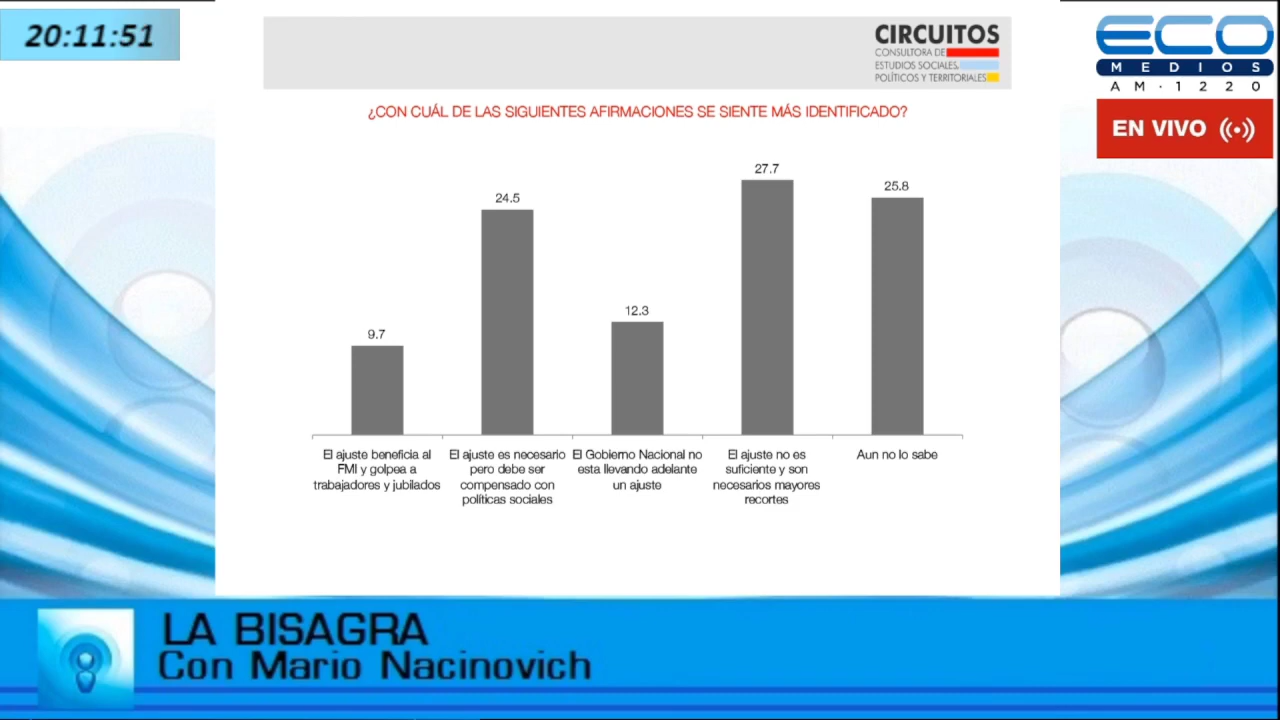 20:11:51
CIRCUITOS
CONSULTORA DE
ESTUDIOS SOCIALES,
POLÍTICOS Y TERRITORIALES
ECO
MEDIOS
AM·1220
EN VIVO
¿CON CUÁL DE LAS SIGUIENTES AFIRMACIONES SE SIENTE MÁS IDENTIFICADO?
9.7
24.5
12.3
27.7
25.8
El ajuste beneficia al
FMI y golpea a
trabajadores y jubilados
El ajuste es necesario
pero debe ser
compensado con
políticas sociales
El Gobierno Nacional no
esta llevando adelante
un ajuste
El ajuste no es
suficiente y son
necesarios mayores
recortes
Aun no lo sabe
LA BISAGRA
Con Mario Nacinovich